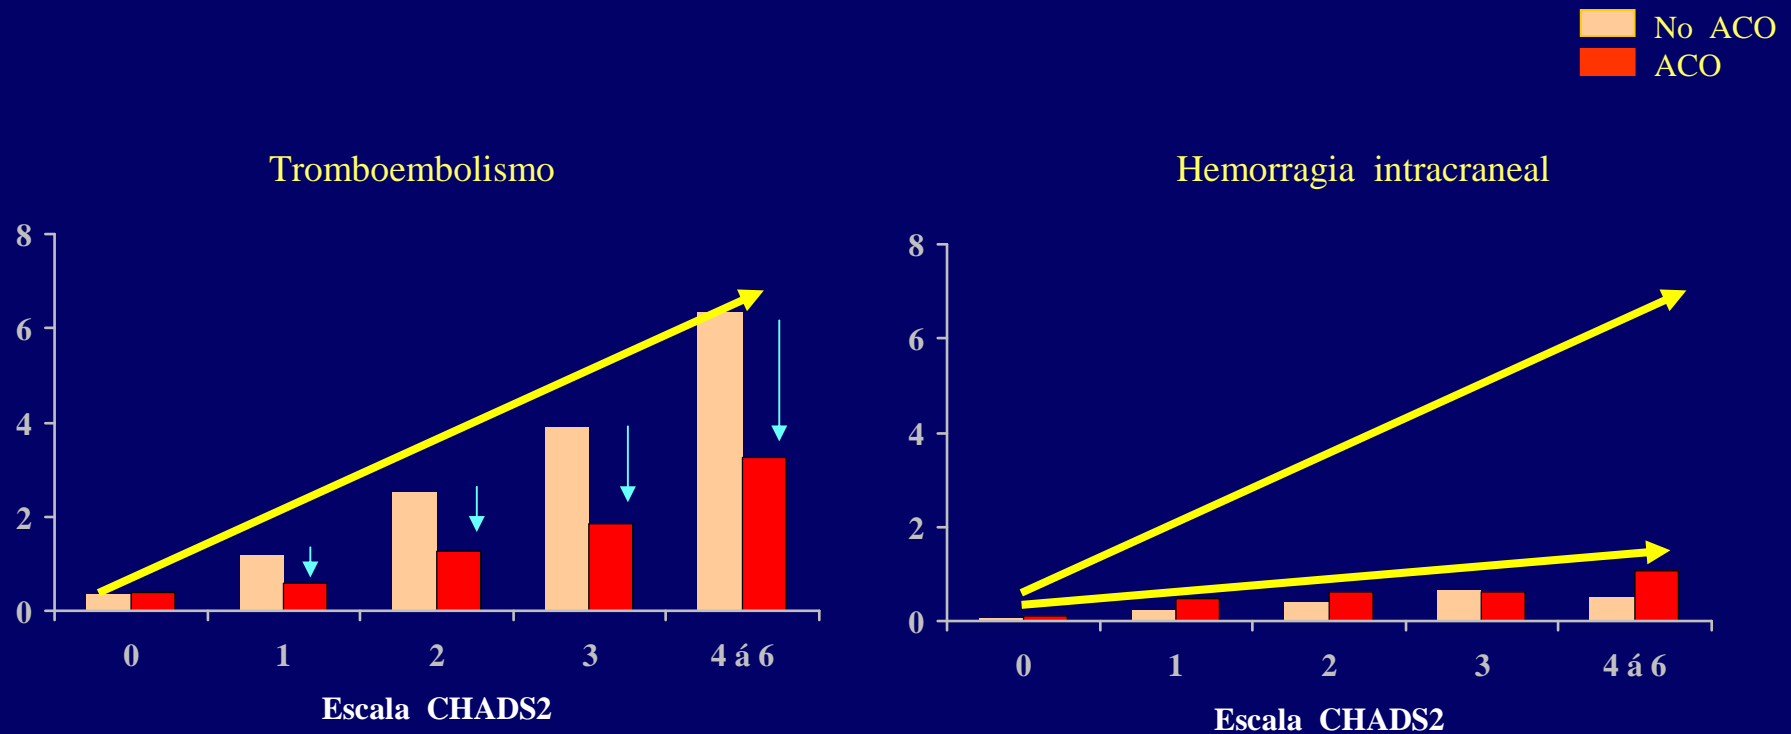 No ACO
ACO
Tromboembolismo
8
6
4
2
0
0 1 2 3 4 á 6
Escala CHADS2
Hemorragia intracraneal
8
6
4
2
0
0 1 2 3 4 á 6
Escala CHADS2